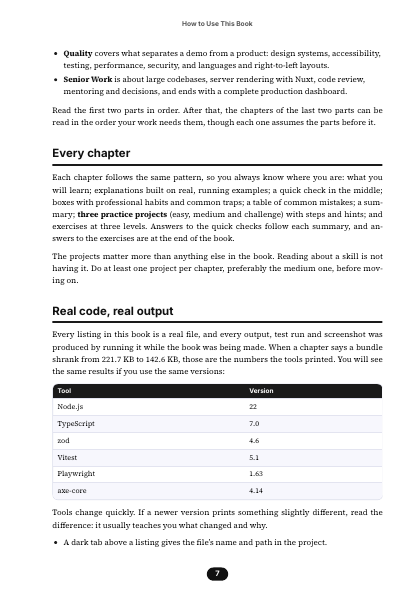 How to Use This Book
• Quality covers what separates a demo from a product: design systems, accessibility,
testing, performance, security, and languages and right-to-left layouts.
• Senior Work is about large codebases, server rendering with Nuxt, code review,
mentoring and decisions, and ends with a complete production dashboard.
Read the first two parts in order. After that, the chapters of the last two parts can be
read in the order your work needs them, though each one assumes the parts before it.
Every chapter
Each chapter follows the same pattern, so you always know where you are: what you
will learn; explanations built on real, running examples; a quick check in the middle;
boxes with professional habits and common traps; a table of common mistakes; a sum-
mary; three practice projects (easy, medium and challenge) with steps and hints; and
exercises at three levels. Answers to the quick checks follow each summary, and an-
swers to the exercises are at the end of the book.
The projects matter more than anything else in the book. Reading about a skill is not
having it. Do at least one project per chapter, preferably the medium one, before mov-
ing on.
Real code, real output
Every listing in this book is a real file, and every output, test run and screenshot was
produced by running it while the book was being made. When a chapter says a bundle
shrank from 221.7 KB to 142.6 KB, those are the numbers the tools printed. You will see
the same results if you use the same versions:
Tool Version
Node.js 22
TypeScript 7.0
zod 4.6
Vitest 5.1
Playwright 1.63
axe-core 4.14
Tools change quickly. If a newer version prints something slightly different, read the
difference: it usually teaches you what changed and why.
• A dark tab above a listing gives the file's name and path in the project.
7